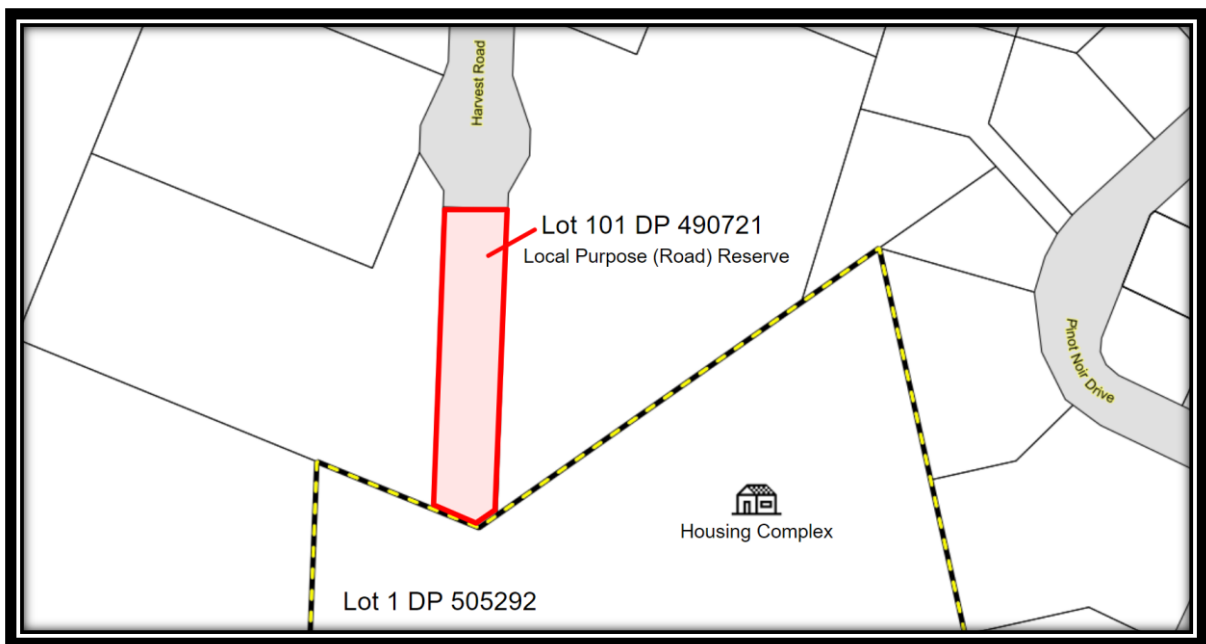 Harvest Road
Lot 101 DP 490721
Local Purpose (Road) Reserve
Pinot Noir Drive
Housing Complex
Lot 1 DP 505292